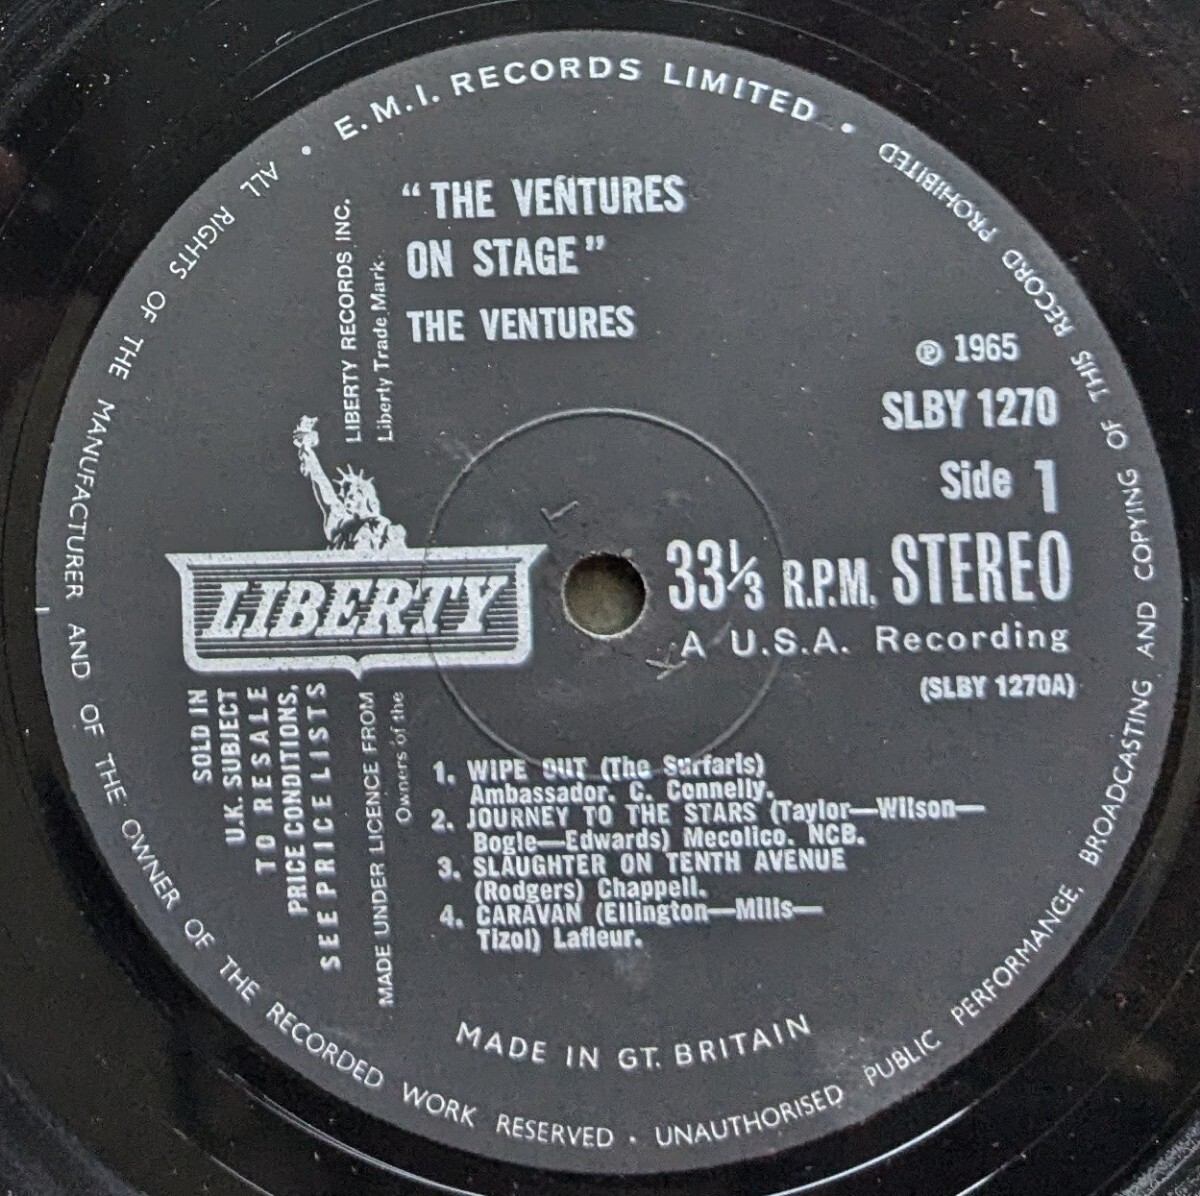 E.M.I. RECORDS LIMITED •
ALL RIGHTS OF THE MANUFACTURER AND OF THE OWNER OF THE RECORDED WORK RESERVED • UNAUTHORISED PUBLIC PERFORMANCE, BROADCASTING AND COPYING OF THIS RECORD PROHIBITED •
“THE VENTURES
ON STAGE”
THE VENTURES
LIBERTY RECORDS INC.
Liberty Trade Mark.
Ⓟ 1965
SLBY 1270
Side 1
LIBERTY
33⅓ R.P.M. STEREO
A U.S.A. Recording
(SLBY 1270A)
SOLD IN
U.K. SUBJECT
TO RESALE
PRICE CONDITIONS,
SEE PRICE LISTS
MADE UNDER LICENCE FROM
Owners of the
1. WIPE OUT (The Surfaris)
Ambassador. C. Connelly.
2. JOURNEY TO THE STARS (Taylor—Wilson—
Bogle—Edwards) Mecolico. NCB.
3. SLAUGHTER ON TENTH AVENUE
(Rodgers) Chappell.
4. CARAVAN (Ellington—Mills—
Tizol) Lafleur.
MADE IN GT. BRITAIN